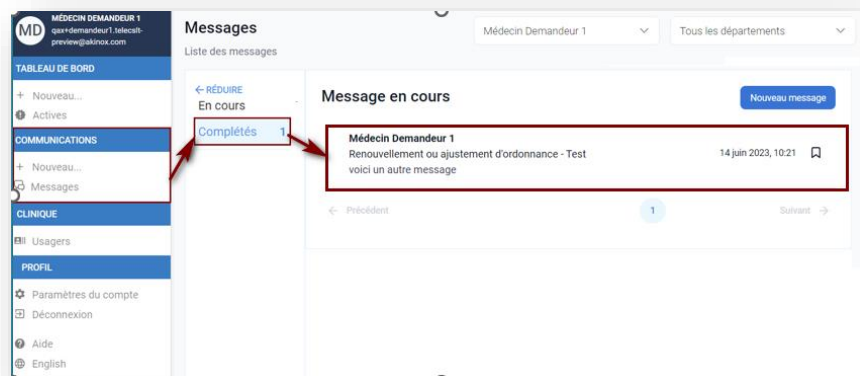 MD
MÉDECIN DEMANDEUR 1
qax+demandeur1.telecslt-
preview@akinox.com
TABLEAU DE BORD
+ Nouveau...
Actives
COMMUNICATIONS
+ Nouveau...
Messages
CLINIQUE
Usagers
PROFIL
Paramètres du compte
Déconnexion
Aide
English
Messages
Liste des messages
Médecin Demandeur 1
Tous les départements
← RÉDUIRE
En cours
Complétés 1
Message en cours
Nouveau message
Médecin Demandeur 1
Renouvellement ou ajustement d'ordonnance - Test
voici un autre message
14 juin 2023, 10:21
← Précédent
1
Suivant →